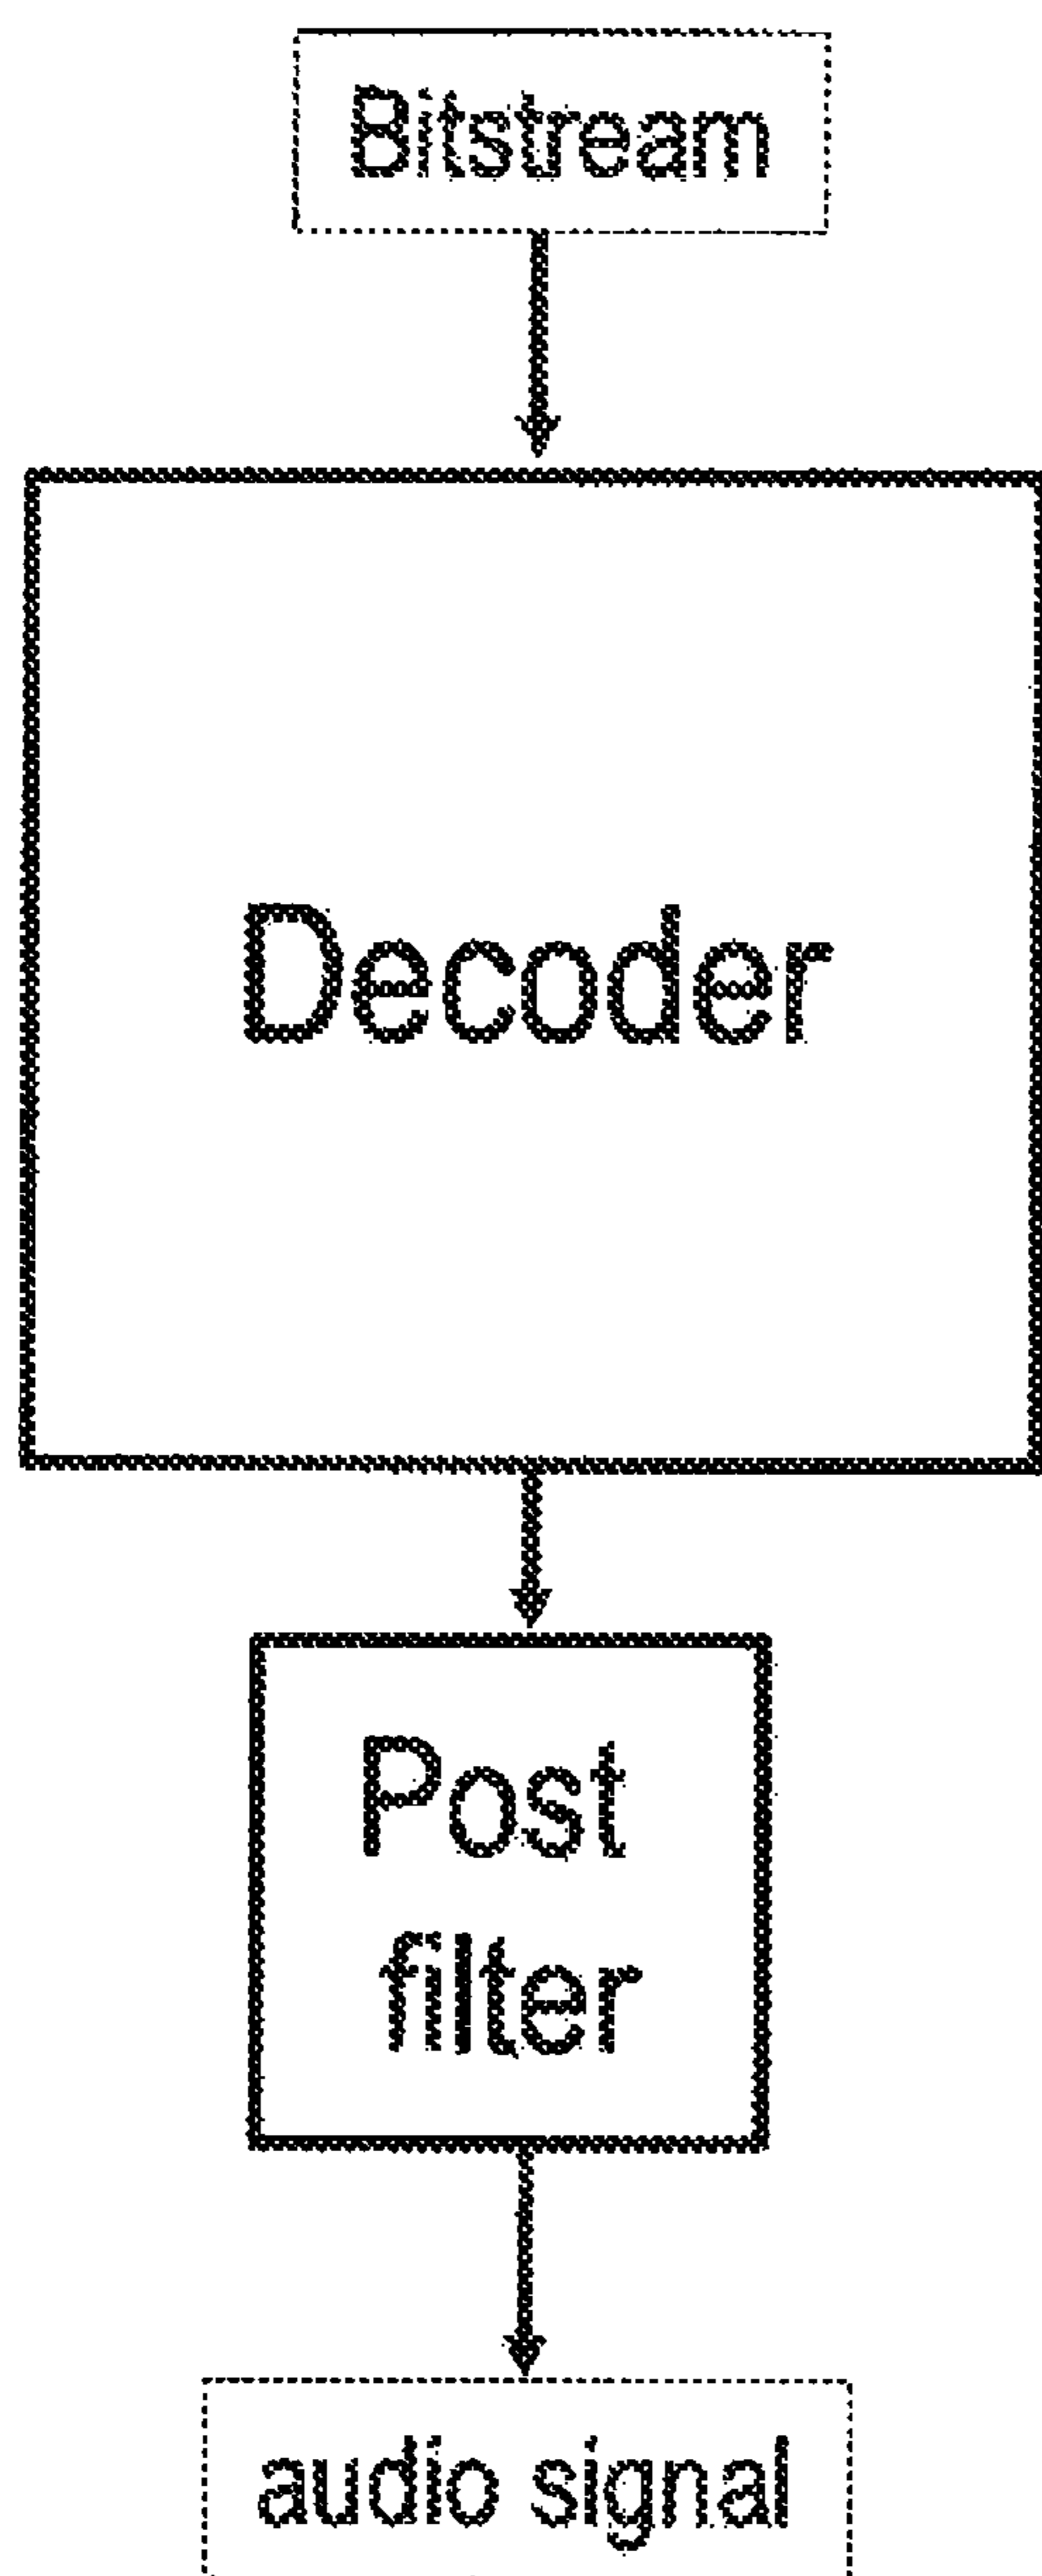 Bitstream
Decoder
Post
filter
audio signal